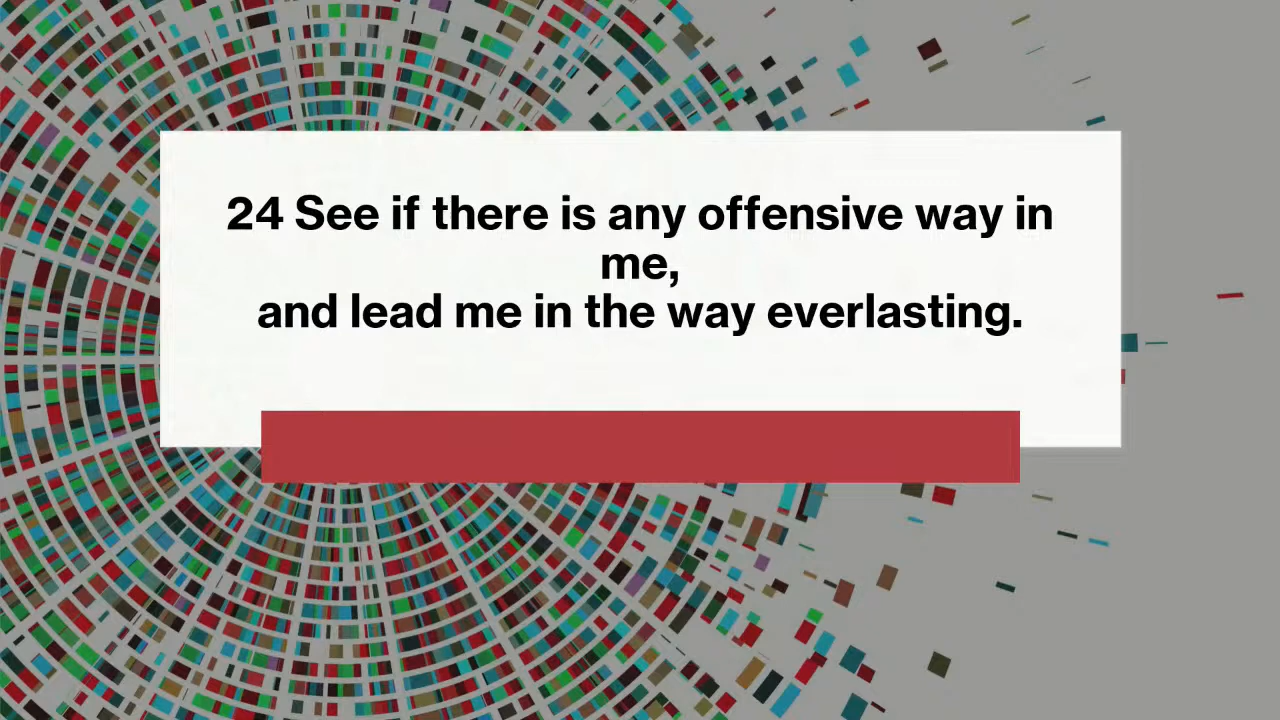 24 See if there is any offensive way in
me,
and lead me in the way everlasting.